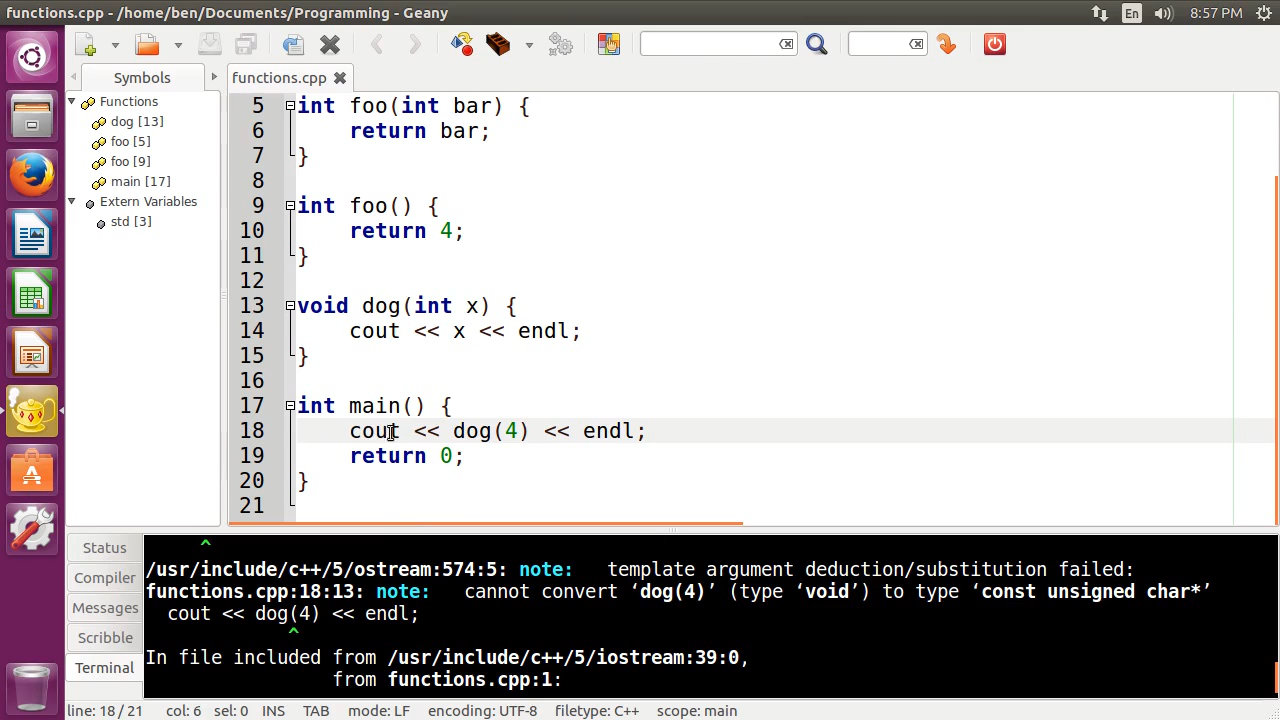 functions.cpp - /home/ben/Documents/Programming - Geany
En
8:57 PM
Symbols
functions.cpp
Functions
dog [13]
foo [5]
foo [9]
main [17]
Extern Variables
std [3]
5 int foo(int bar) {
6     return bar;
7 }
8
9 int foo() {
10     return 4;
11 }
12
13 void dog(int x) {
14     cout << x << endl;
15 }
16
17 int main() {
18     cout << dog(4) << endl;
19     return 0;
20 }
21
Status
Compiler
Messages
Scribble
Terminal
^
/usr/include/c++/5/ostream:574:5: note:   template argument deduction/substitution failed:
functions.cpp:18:13: note:   cannot convert ‘dog(4)’ (type ‘void’) to type ‘const unsigned char*’
  cout << dog(4) << endl;
^
In file included from /usr/include/c++/5/iostream:39:0,
                 from functions.cpp:1:
line: 18 / 21 col: 6 sel: 0 INS TAB mode: LF encoding: UTF-8 filetype: C++ scope: main